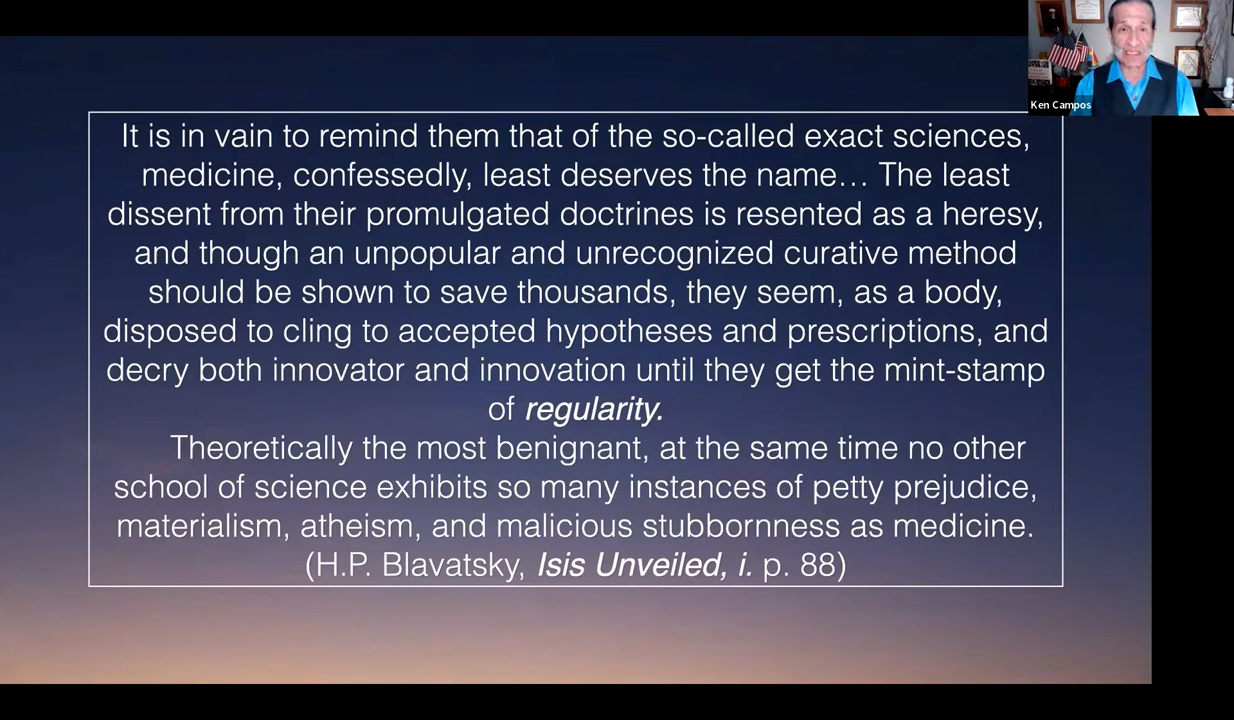 Ken Campos
It is in vain to remind them that of the so-called exact sciences,
medicine, confessedly, least deserves the name… The least
dissent from their promulgated doctrines is resented as a heresy,
and though an unpopular and unrecognized curative method
should be shown to save thousands, they seem, as a body,
disposed to cling to accepted hypotheses and prescriptions, and
decry both innovator and innovation until they get the mint-stamp
of regularity.
Theoretically the most benignant, at the same time no other
school of science exhibits so many instances of petty prejudice,
materialism, atheism, and malicious stubbornness as medicine.
(H.P. Blavatsky, Isis Unveiled, i. p. 88)